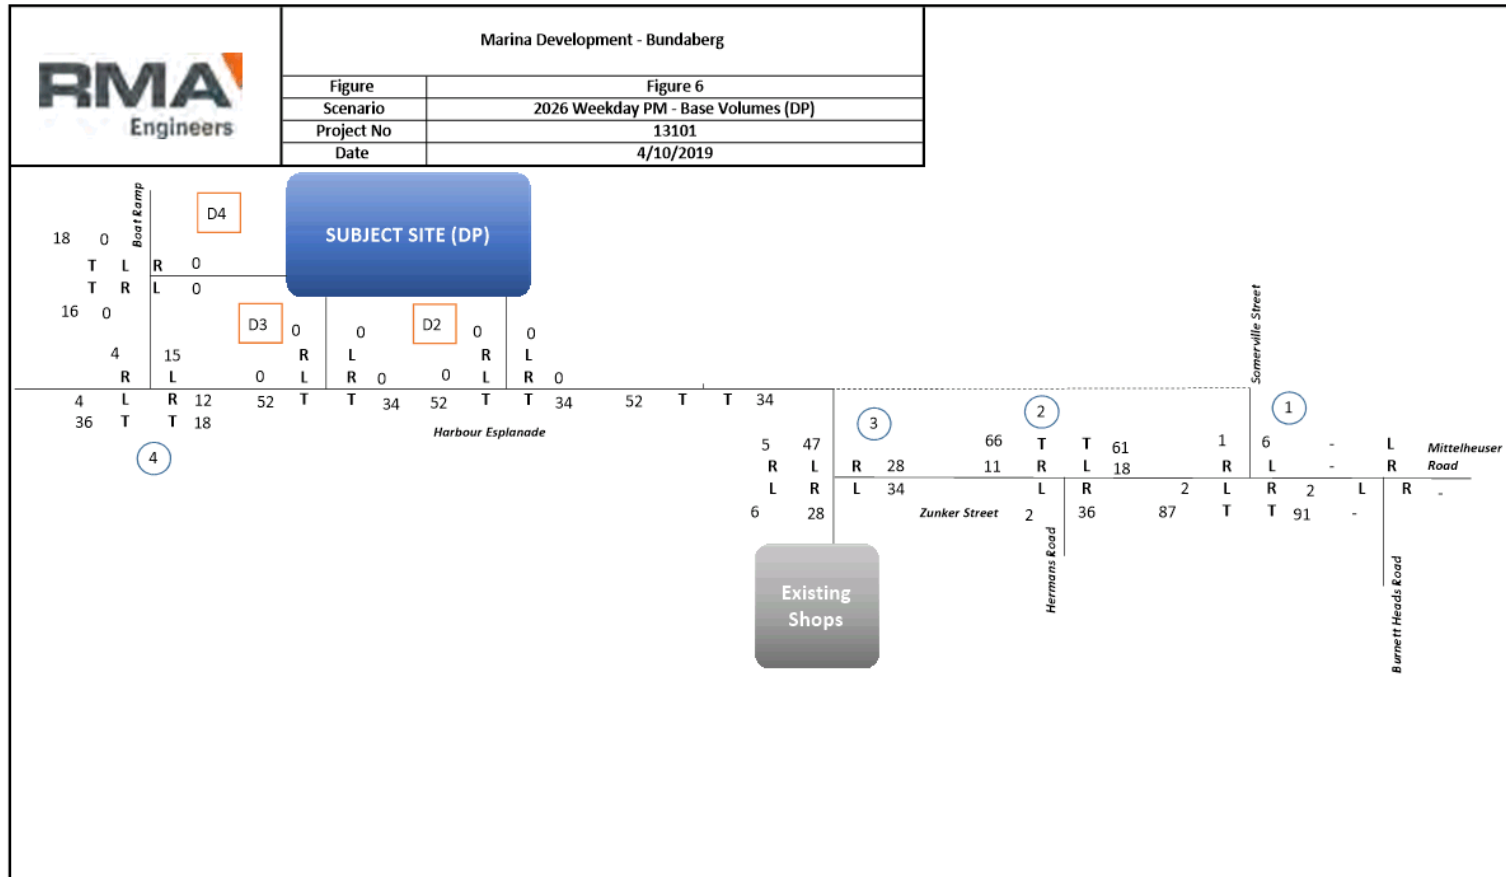 RMA
Engineers
Marina Development - Bundaberg
Figure Figure 6
Scenario 2026 Weekday PM - Base Volumes (DP)
Project No 13101
Date 4/10/2019
Boat Ramp
D4
SUBJECT SITE (DP)
18 0
T L R 0
T R L 0
16 0
D3 0 0 D2 0 0
4 15 R L R L
R L 0 L R 0 0 L R 0
4 L R 12 52 T T 34 52 T T 34 52 T T 34
36 T T 18
Harbour Esplanade
4
Somerville Street
3 2 1
5 47 66 T T 61 1 6 - L Mittelheuser
R L R 28 11 R L 18 R L - R Road
L R L 34 L R 2 L R 2 L R -
6 28 Zunker Street 2 36 87 T T 91 -
Hermans Road
Burnett Heads Road
Existing
Shops